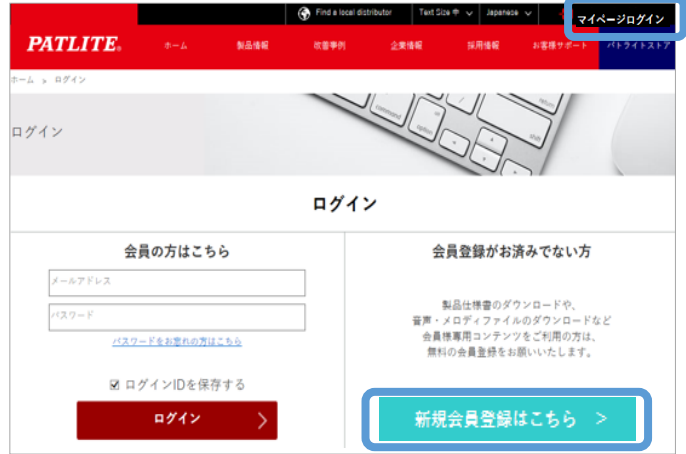 Find a local distributor Text Size 中 Japanese マイページログイン
PATLITE® ホーム 製品情報 改善事例 企業情報 採用情報 お客様サポート パトライトストア
ホーム > ログイン
ログイン
command option return shift
ログイン
会員の方はこちら
メールアドレス
パスワード
パスワードをお忘れの方はこちら
☑ ログインIDを保存する
ログイン >
会員登録がお済みでない方
製品仕様書のダウンロードや、
音声・メロディファイルのダウンロードなど
会員様専用コンテンツをご利用の方は、
無料の会員登録をお願いいたします。
新規会員登録はこちら >